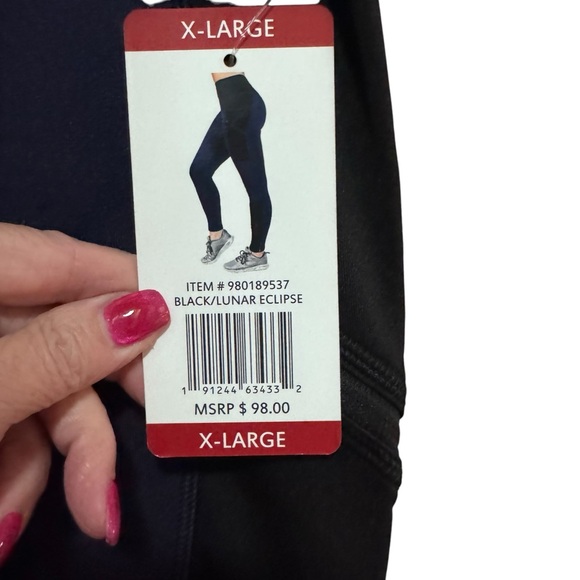 X-LARGE
ITEM # 980189537
BLACK/LUNAR ECLIPSE
1 91244 63433 2
MSRP $ 98.00
X-LARGE